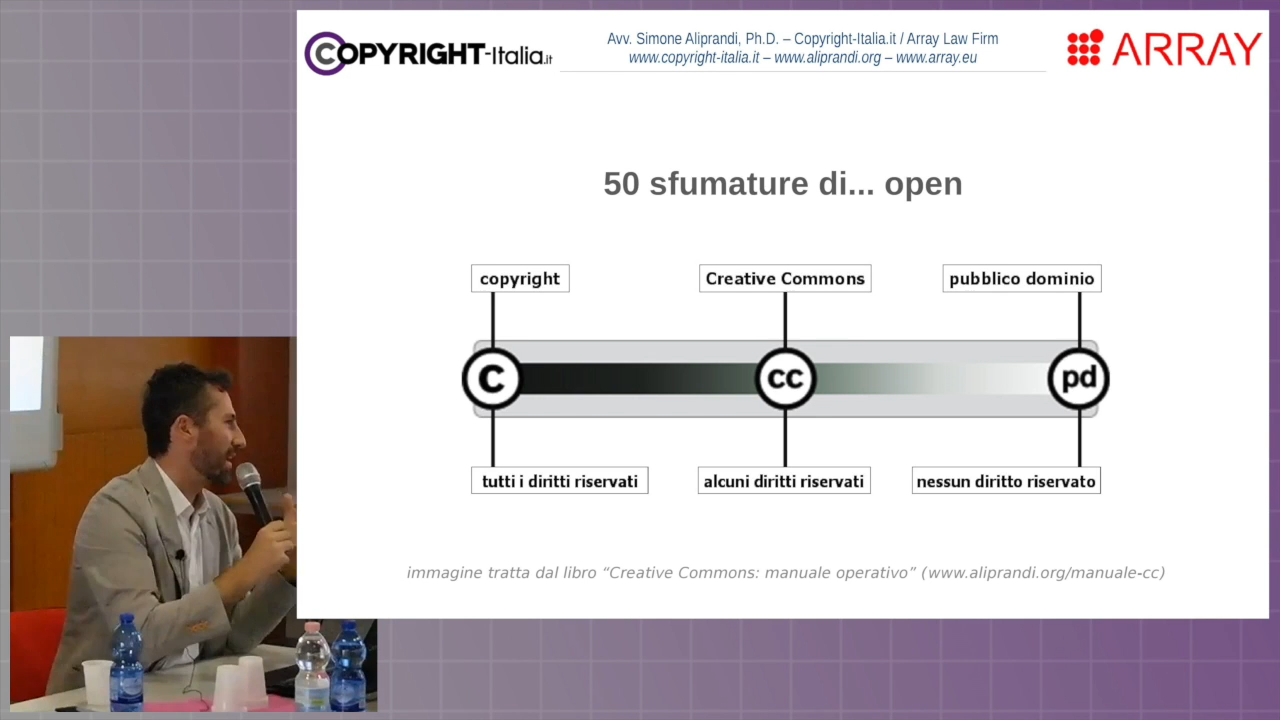 COPYRIGHT-Italia.it
Avv. Simone Aliprandi, Ph.D. – Copyright-Italia.it / Array Law Firm
www.copyright-italia.it – www.aliprandi.org – www.array.eu
ARRAY
50 sfumature di... open
copyright
Creative Commons
pubblico dominio
C
cc
pd
tutti i diritti riservati
alcuni diritti riservati
nessun diritto riservato
immagine tratta dal libro “Creative Commons: manuale operativo” (www.aliprandi.org/manuale-cc)